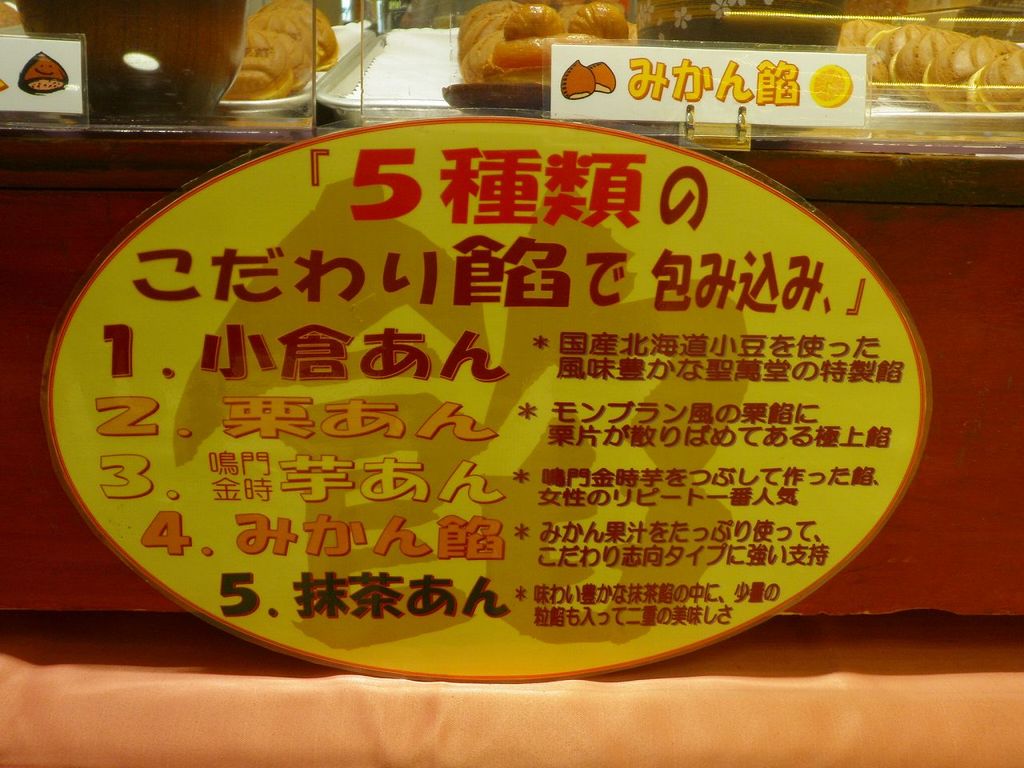 みかん餡
『5種類の
こだわり餡で包み込み、』
1.小倉あん
*国産北海道小豆を使った
風味豊かな聖萬堂の特製餡
2.栗あん
*モンブラン風の栗餡に
栗片が散りばめてある極上餡
3.鳴門金時芋あん
*鳴門金時芋をつぶして作った餡、
女性のリピート一番人気
4.みかん餡
*みかん果汁をたっぷり使って、
こだわり志向タイプに強い支持
5.抹茶あん
*味わい豊かな抹茶餡の中に、少量の
粒餡も入って二重の美味しさ